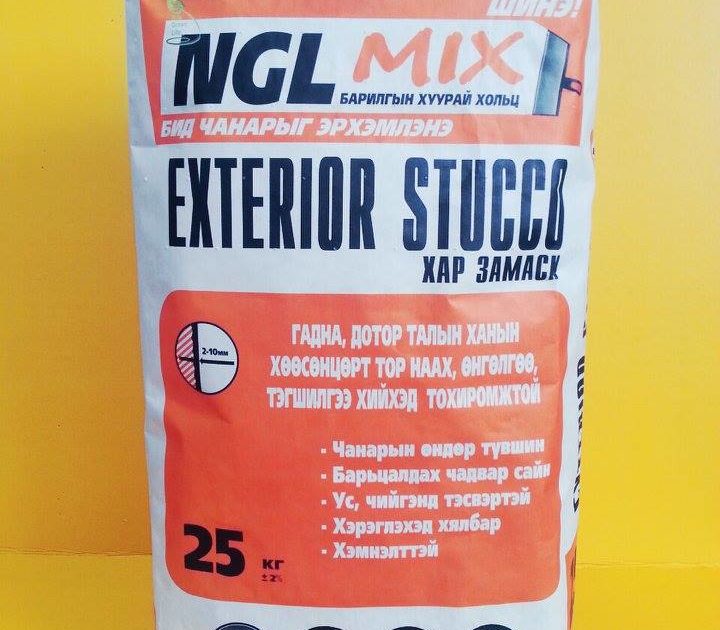 ШИНЭ!
NGL MIX
БАРИЛГЫН ХУУРАЙ ХОЛЬЦ
БИД ЧАНАРЫГ ЭРХЭМЛЭНЭ
EXTERIOR STUCCO
ХАР ЗАМАСК
2-10мм
ГАДНА, ДОТОР ТАЛЫН ХАНЫН
ХӨӨСӨНЦӨРТ ТОР НААХ, ӨНГӨЛГӨӨ,
ТЭГШИЛГЭЭ ХИЙХЭД ТОХИРОМЖТОЙ
- Чанарын өндөр түвшин
- Барьцалдах чадвар сайн
- Ус, чийгэнд тэсвэртэй
- Хэрэглэхэд хялбар
- Хэмнэлттэй
25 кг
± 2%